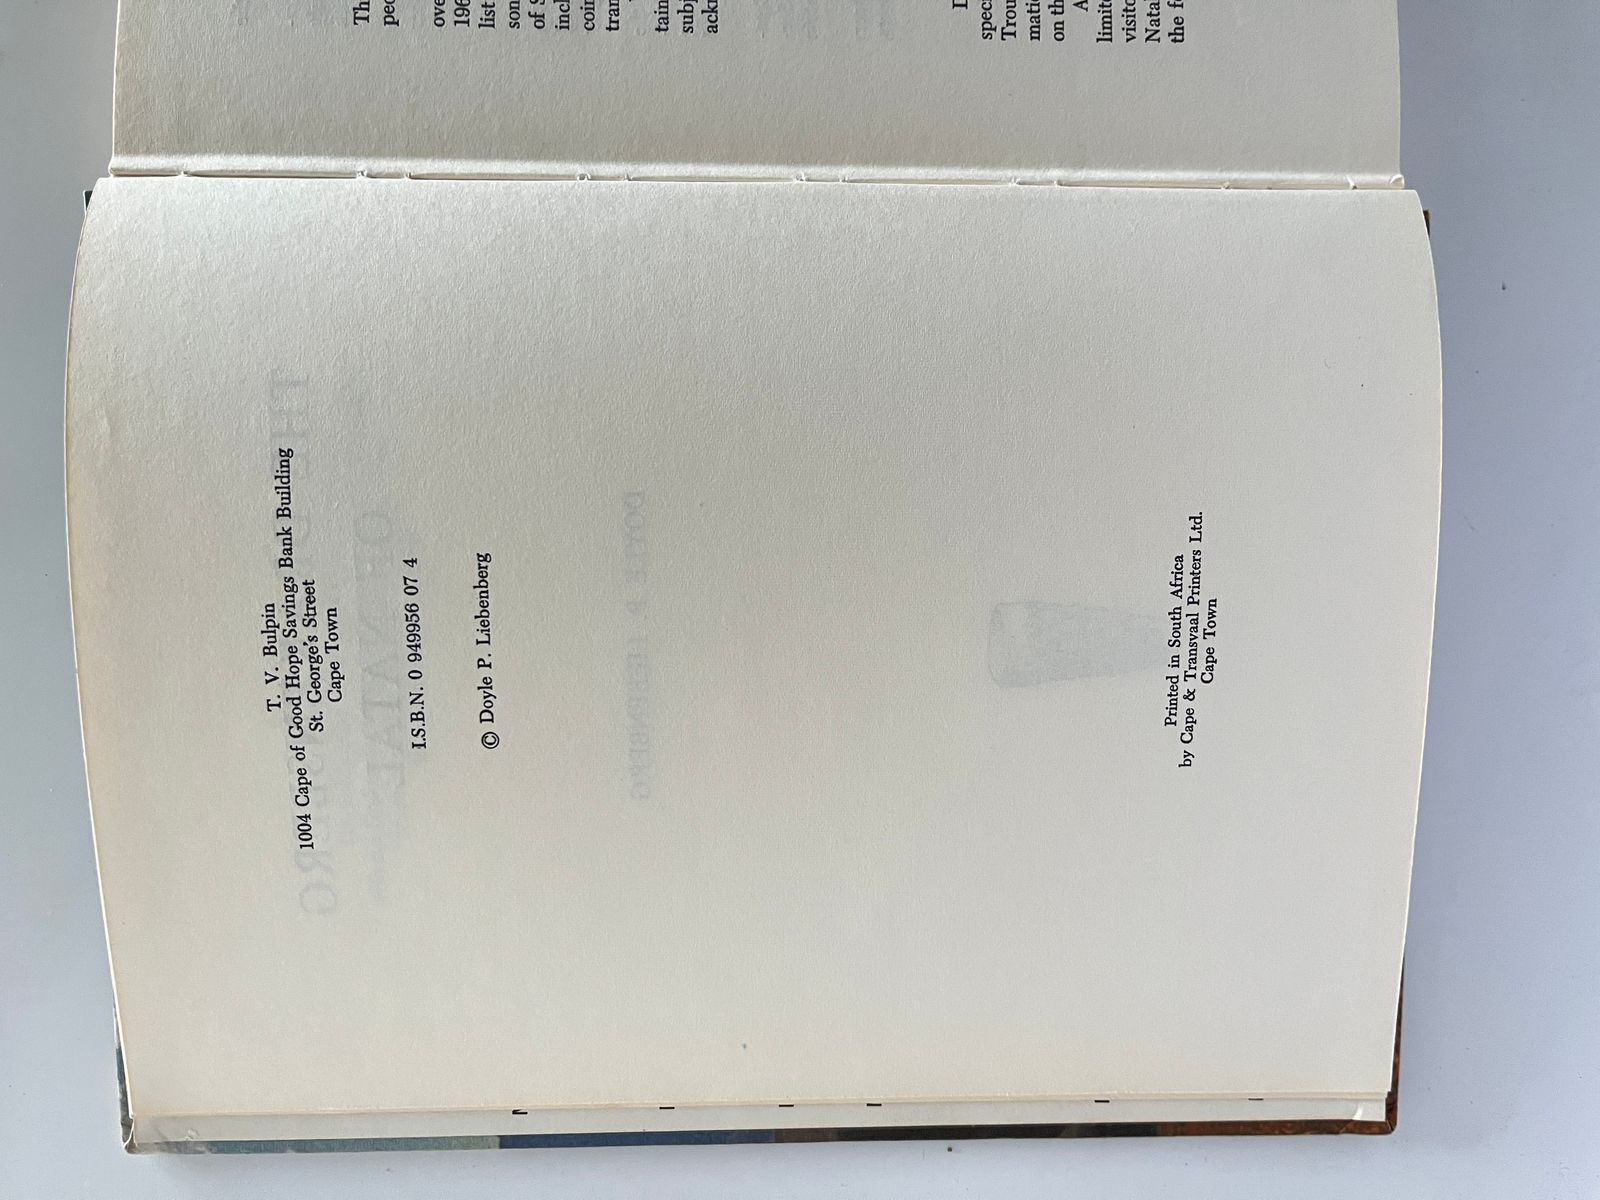 T. V. Bulpin
1004 Cape of Good Hope Savings Bank Building
St. George's Street
Cape Town
I.S.B.N. 0 949956 07 4
© Doyle P. Liebenberg
Printed in South Africa
by Cape & Transvaal Printers Ltd.
Cape Town